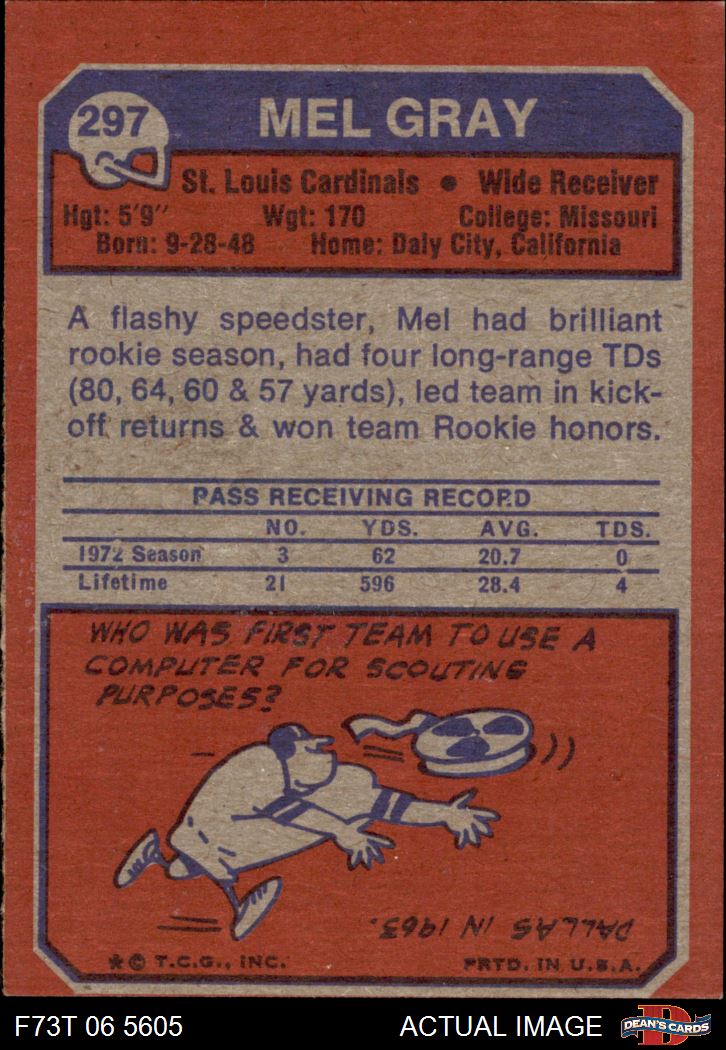 297 MEL GRAY
St. Louis Cardinals • Wide Receiver
Hgt: 5'9" Wgt: 170 College: Missouri
Born: 9-28-48 Home: Daly City, California
A flashy speedster, Mel had brilliant
rookie season, had four long-range TDs
(80, 64, 60 & 57 yards), led team in kick-
off returns & won team Rookie honors.
PASS RECEIVING RECORD
NO. YDS. AVG. TDS.
1972 Season 3 62 20.7 0
Lifetime 21 596 28.4 4
WHO WAS FIRST TEAM TO USE A
COMPUTER FOR SCOUTING
PURPOSES?
DALLAS IN 1963.
* © T.C.G., INC. PRTD. IN U.S.A.
F73T 06 5605 ACTUAL IMAGE D DEAN'S CARDS